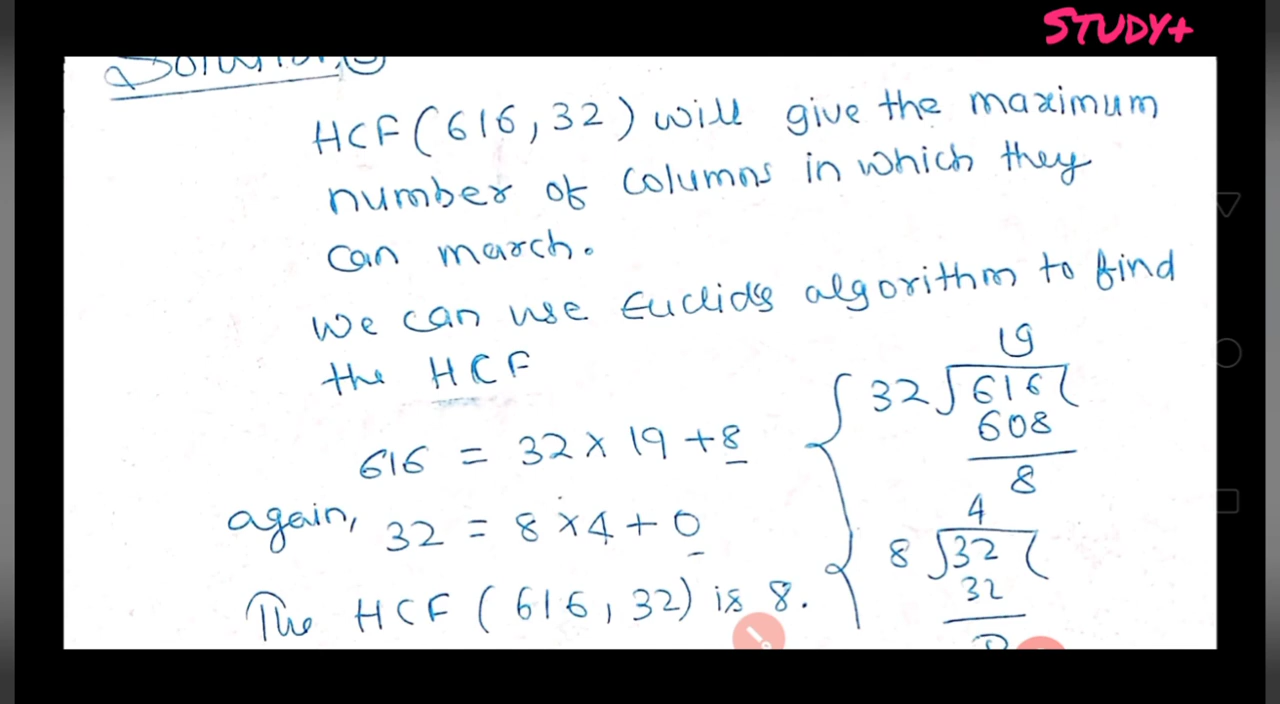 STUDY+
HCF (616, 32) will give the maximum
number of columns in which they
can march.
We can use Euclid's algorithm to find
the HCF
616 = 32 x 19 + 8
again, 32 = 8 x 4 + 0
The HCF (616, 32) is 8.
19
32 616
608
8
4
8 32
32